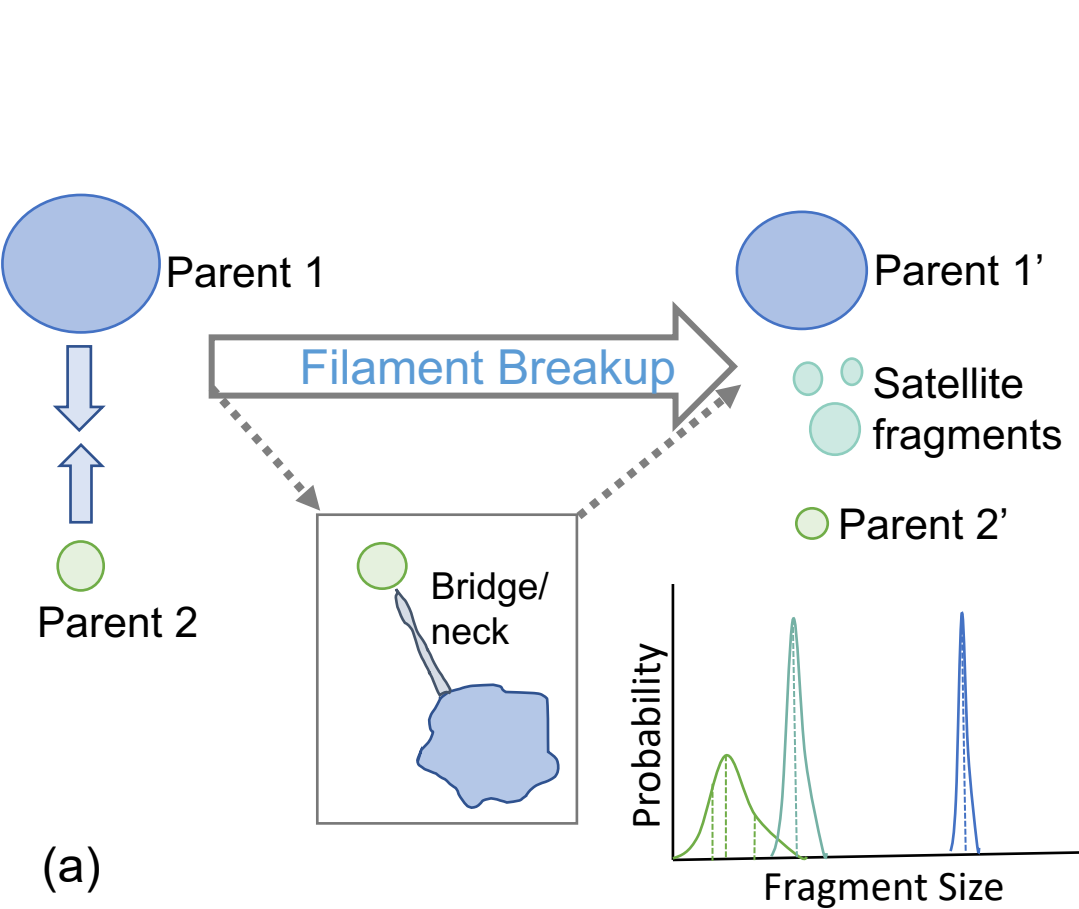 Parent 1
Parent 1’
Filament Breakup
Satellite
fragments
Parent 2’
Bridge/
neck
Parent 2
Probability
(a)
Fragment Size